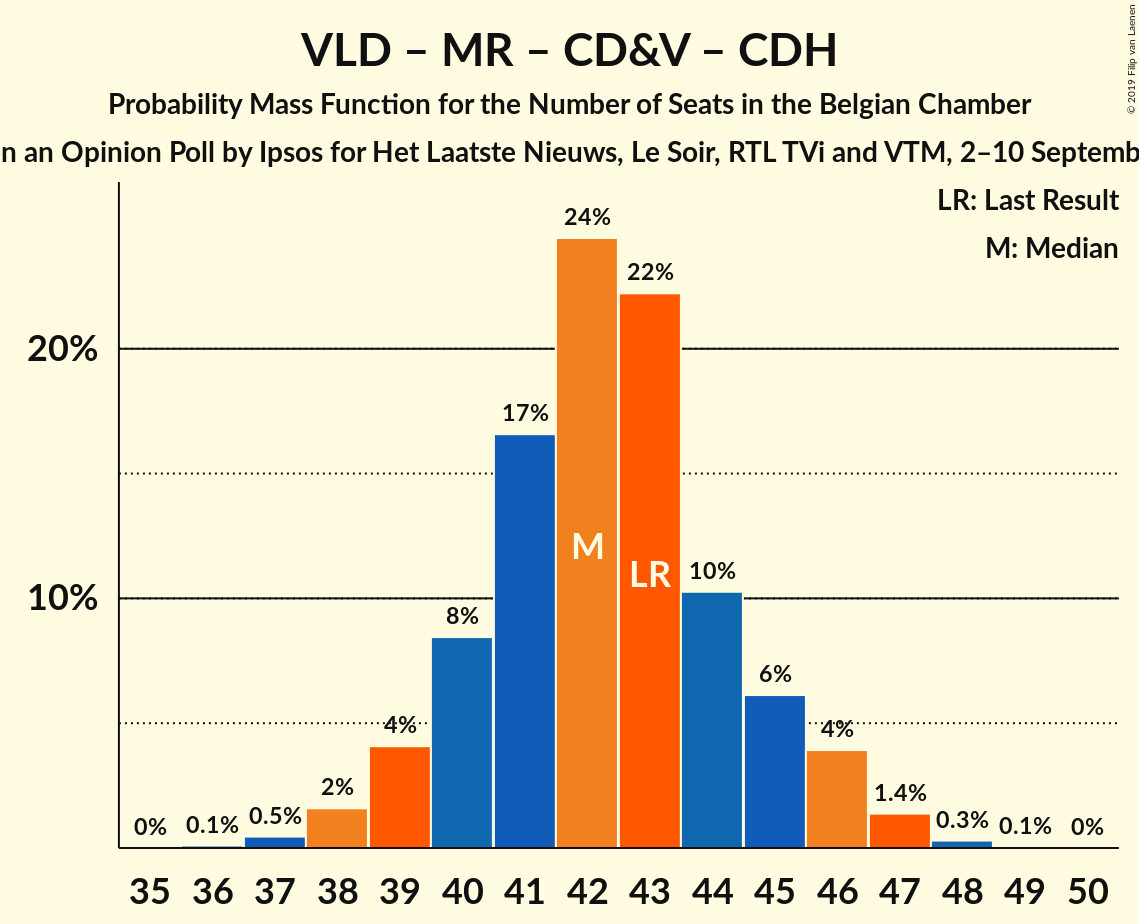 VLD – MR – CD&V – CDH
Probability Mass Function for the Number of Seats in the Belgian Chamber
n an Opinion Poll by Ipsos for Het Laatste Nieuws, Le Soir, RTL TVi and VTM, 2–10 Septemb
© 2019 Filip van Laenen
LR: Last Result
M: Median
24%
22%
20%
17%
M
LR
10%
10%
8%
6%
4%
4%
2%
1.4%
0% 0.1% 0.5% 0.3% 0.1% 0%
35 36 37 38 39 40 41 42 43 44 45 46 47 48 49 50